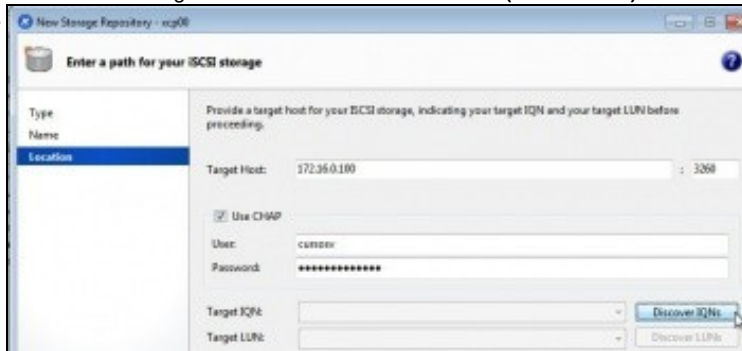 New Storage Repository - xcp00
Enter a path for your iSCSI storage
Type
Name
Location
Provide a target host for your iSCSI storage, indicating your target IQN and your target LUN before
proceeding.
Target Host: 172.16.0.100 : 3260
Use CHAP
User:
Password: •••••••••••••
Target IQN: Discover IQNs
Target LUN: Discover LUNs